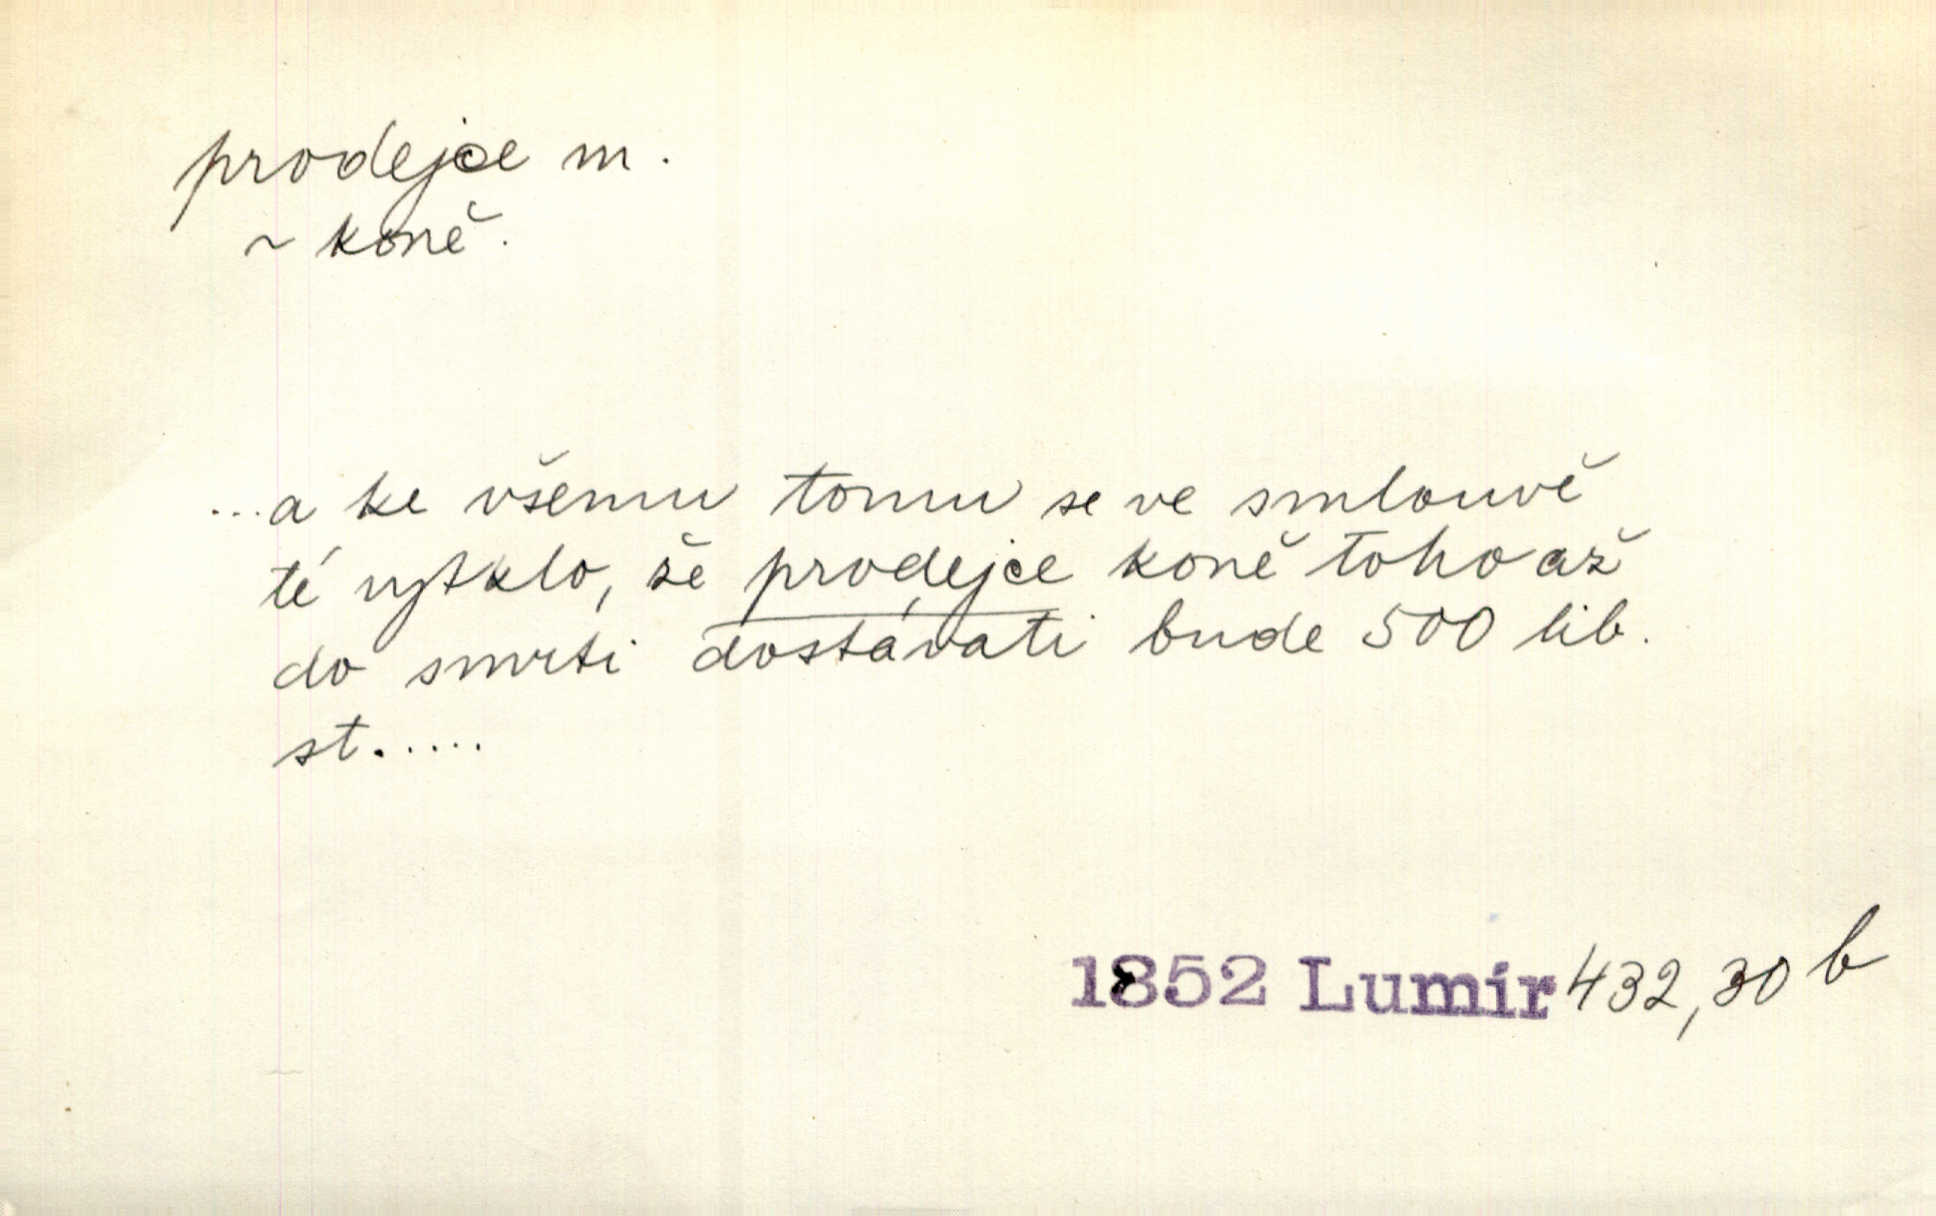 prodejce m.
~ koně.
...a ke všemu tomu se ve smlouvě
té vytklo, že prodejce koně toho až
do smrti dostávati bude 500 lib.
st.....
1852 Lumír 432,30 b